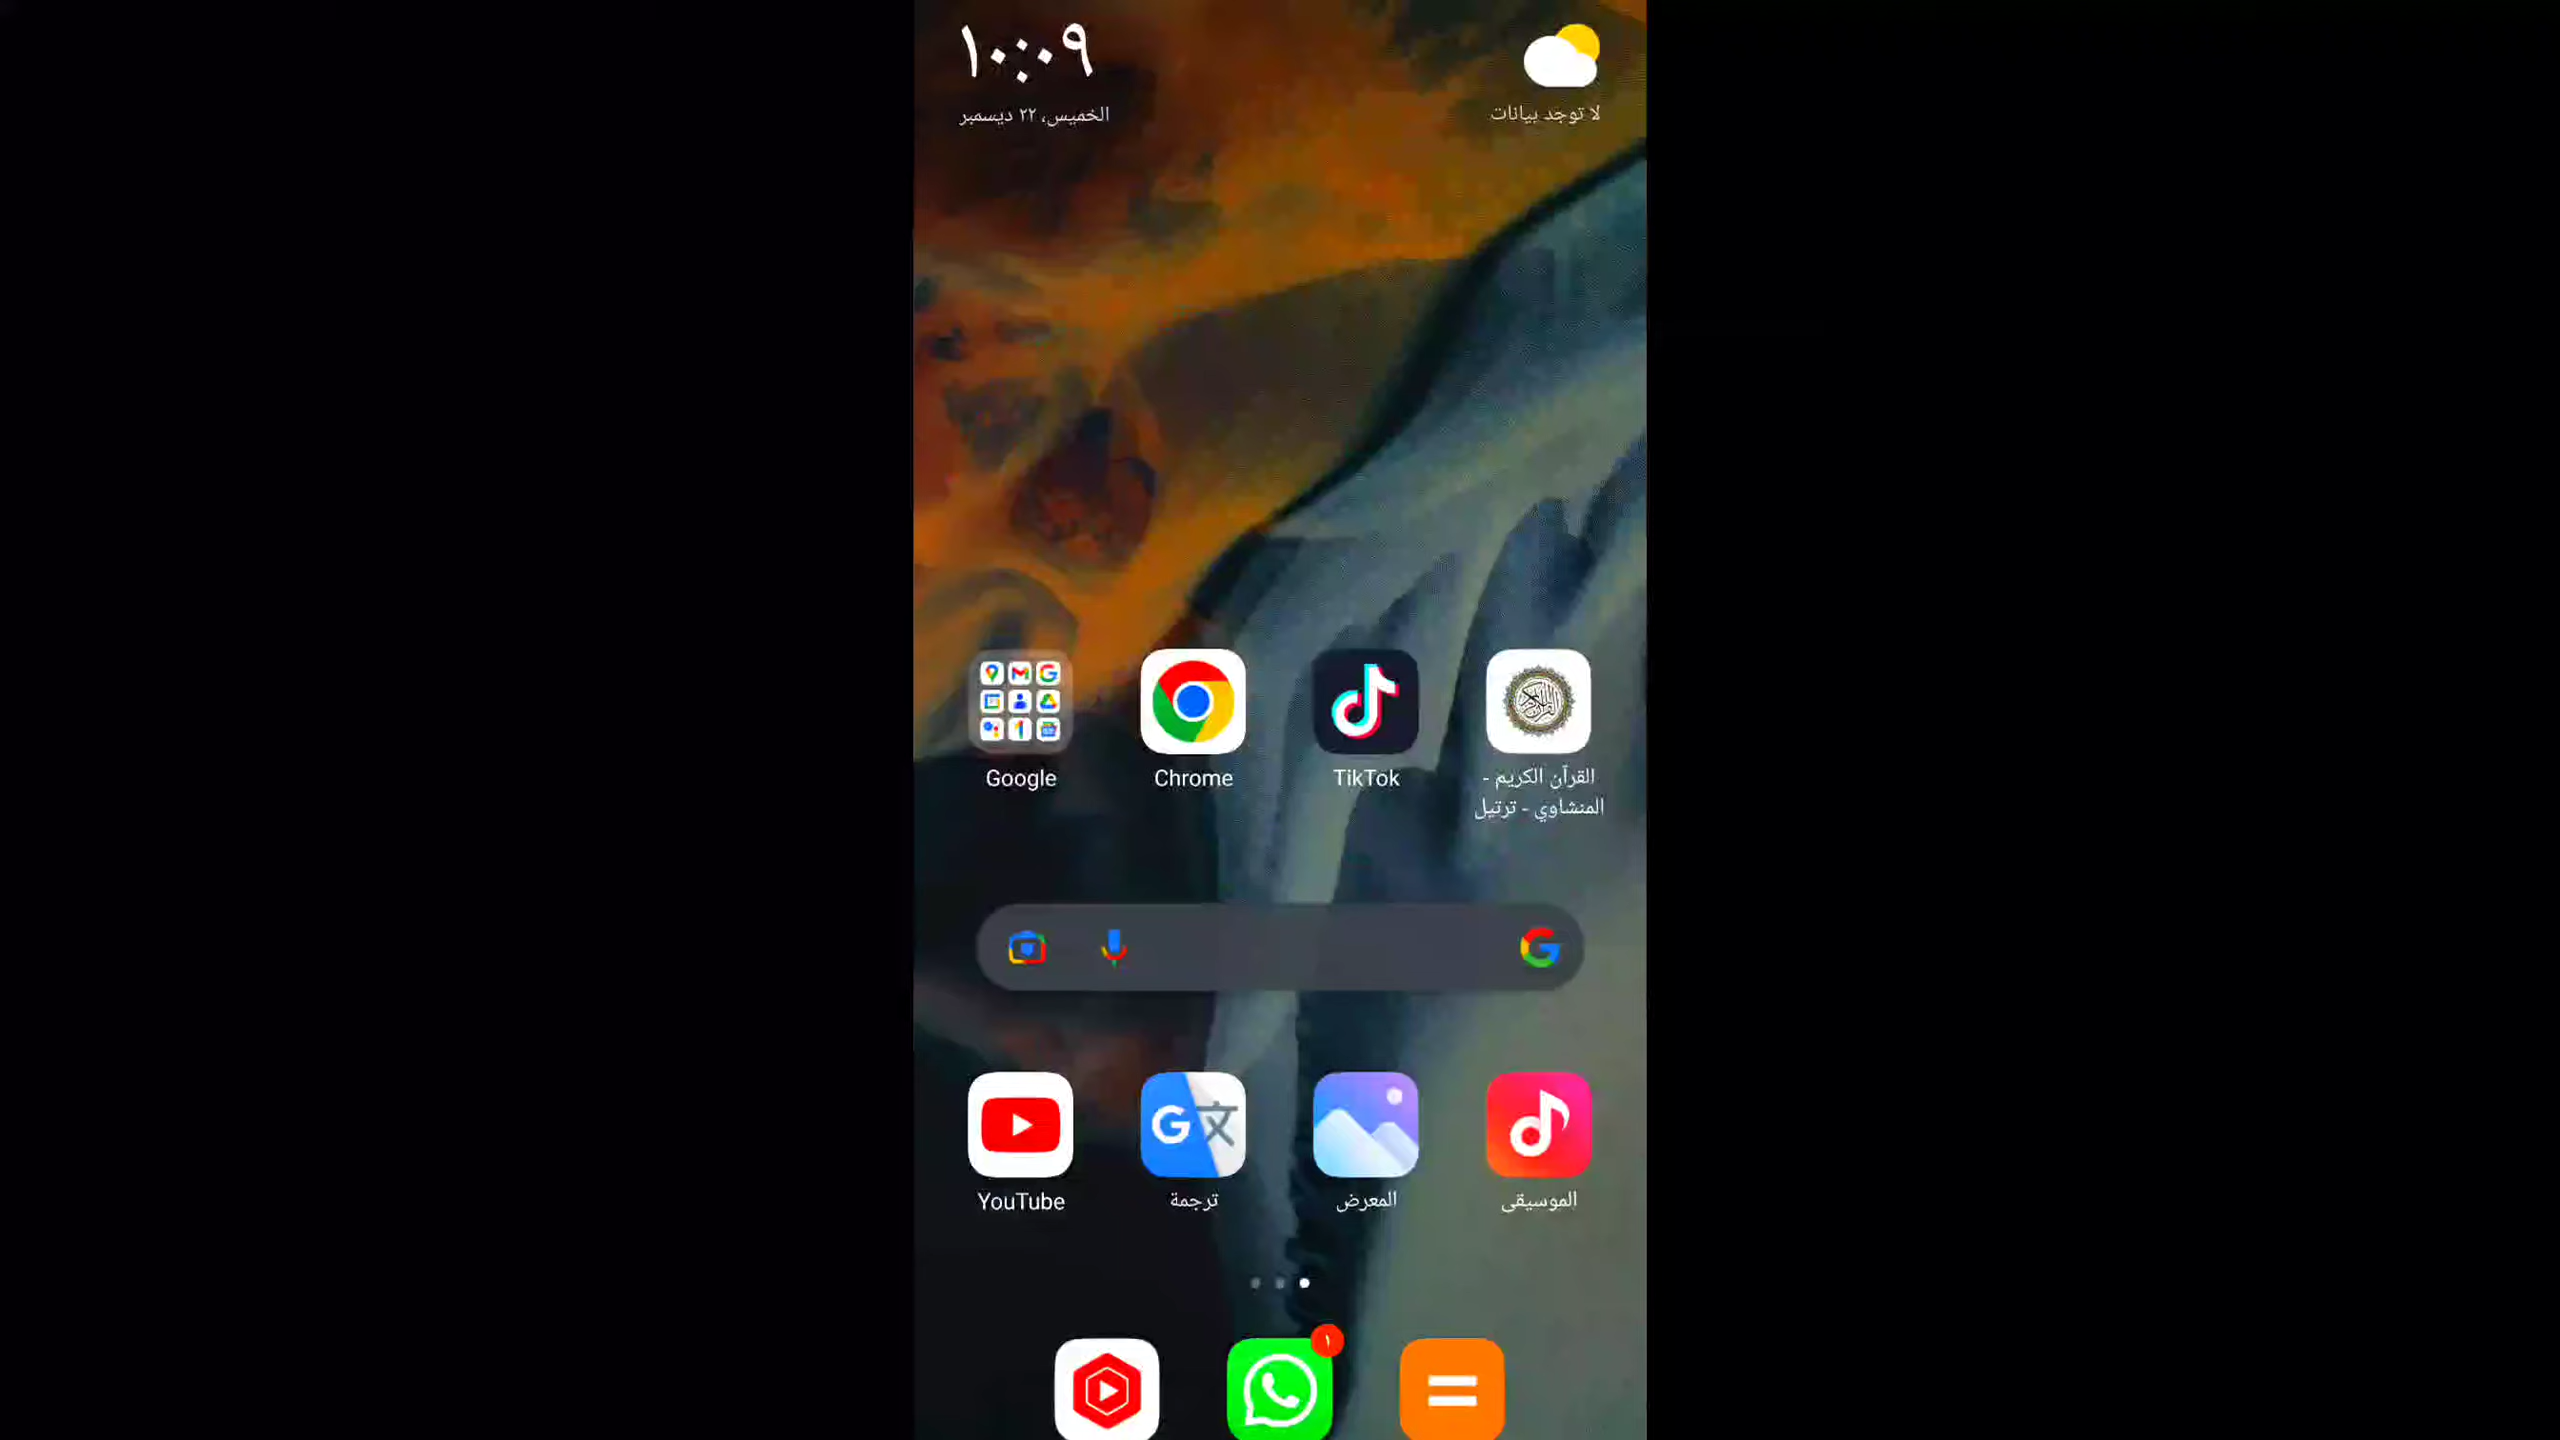 ١٠:٠٩
الخميس، ٢٢ ديسمبر
لا توجد بيانات
Google
Chrome
TikTok
القرآن الكريم -
المنشاوي - ترتيل
YouTube
ترجمة
المعرض
الموسيقى
١